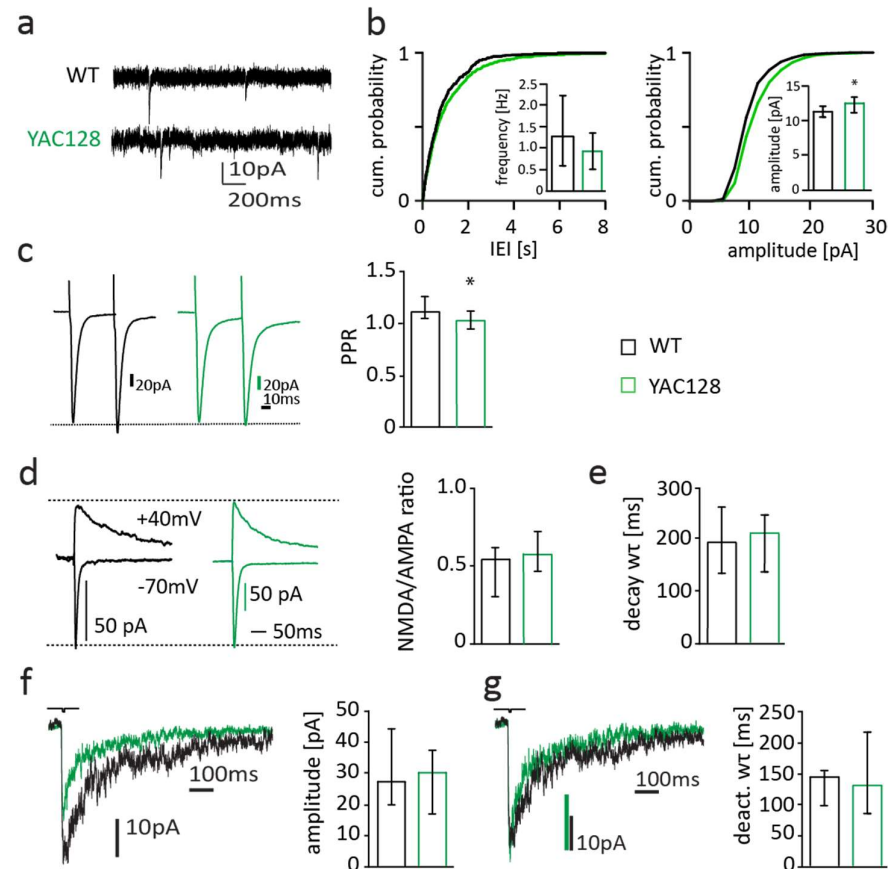 a
WT
YAC128
10pA
200ms
b
cum. probability
1
0
0 2 4 6 8
IEI [s]
frequency [Hz]
2.5
2.0
1.5
1.0
0.5
0
cum. probability
1
0
0 10 20 30
amplitude [pA]
amplitude [pA]
15
10
5
0
*
c
20pA
20pA
10ms
PPR
1.5
1.0
0.5
0
*
WT
YAC128
d
+40mV
-70mV
50 pA
50 pA
50ms
NMDA/AMPA ratio
1.0
0.5
0
e
decay wτ [ms]
300
200
100
0
f
100ms
10pA
amplitude [pA]
50
40
30
20
10
0
g
100ms
10pA
deact. wτ [ms]
250
200
150
100
50
0